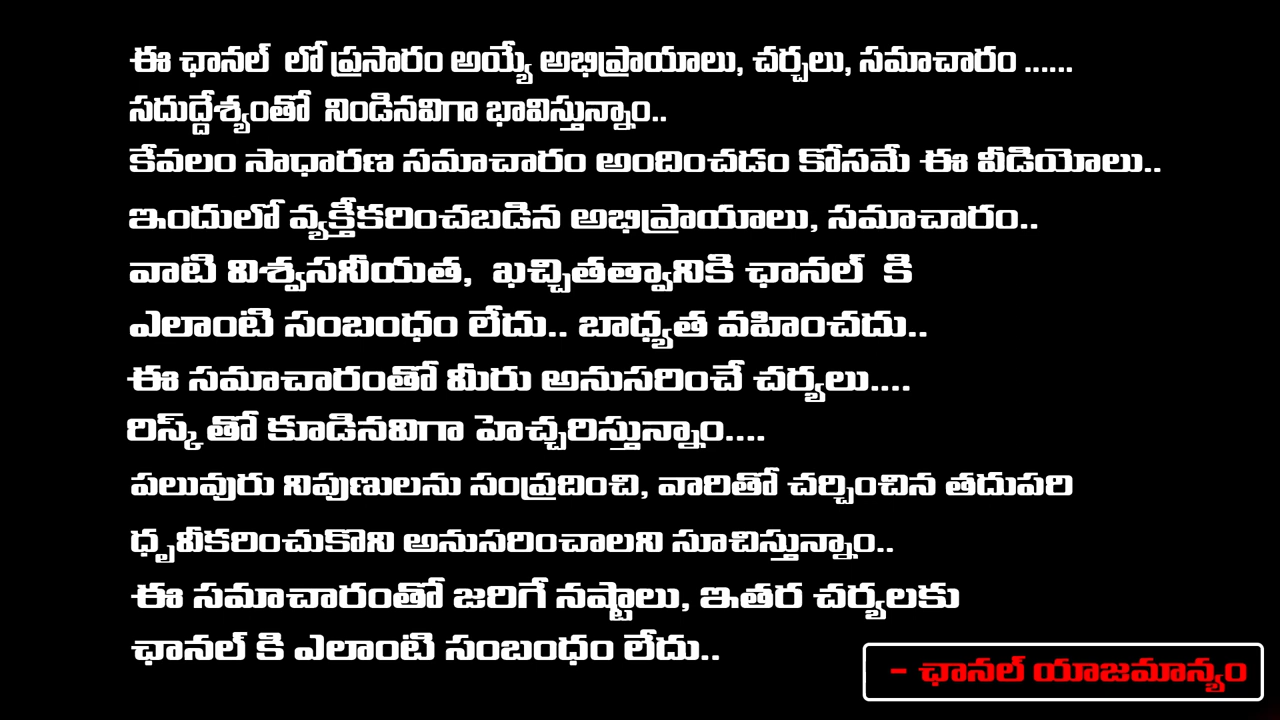 ఈ ఛానల్ లో ప్రసారం అయ్యే అభిప్రాయాలు, చర్చలు, సమాచారం ......
సదుద్దేశ్యంతో నిండినవిగా భావిస్తున్నాం..
కేవలం సాధారణ సమాచారం అందించడం కోసమే ఈ వీడియోలు..
ఇందులో వ్యక్తీకరించబడిన అభిప్రాయాలు, సమాచారం..
వాటి విశ్వసనీయత, ఖచ్చితత్వానికి ఛానల్ కి
ఎలాంటి సంబంధం లేదు.. బాధ్యత వహించదు..
ఈ సమాచారంతో మీరు అనుసరించే చర్యలు....
రిస్క్ తో కూడినవిగా హెచ్చరిస్తున్నాం....
పలువురు నిపుణులను సంప్రదించి, వారితో చర్చించిన తదుపరి
ధృవీకరించుకొని అనుసరించాలని సూచిస్తున్నాం..
ఈ సమాచారంతో జరిగే నష్టాలు, ఇతర చర్యలకు
ఛానల్ కి ఎలాంటి సంబంధం లేదు..
- ఛానల్ యాజమాన్యం